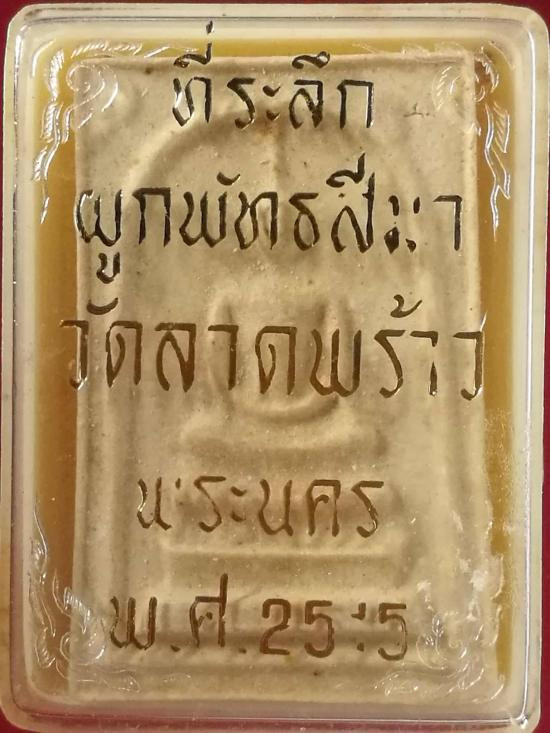 ที่ระลึก
ผูกพัทธสีมา
วัดลาดพร้าว
พระนคร
พ.ศ.